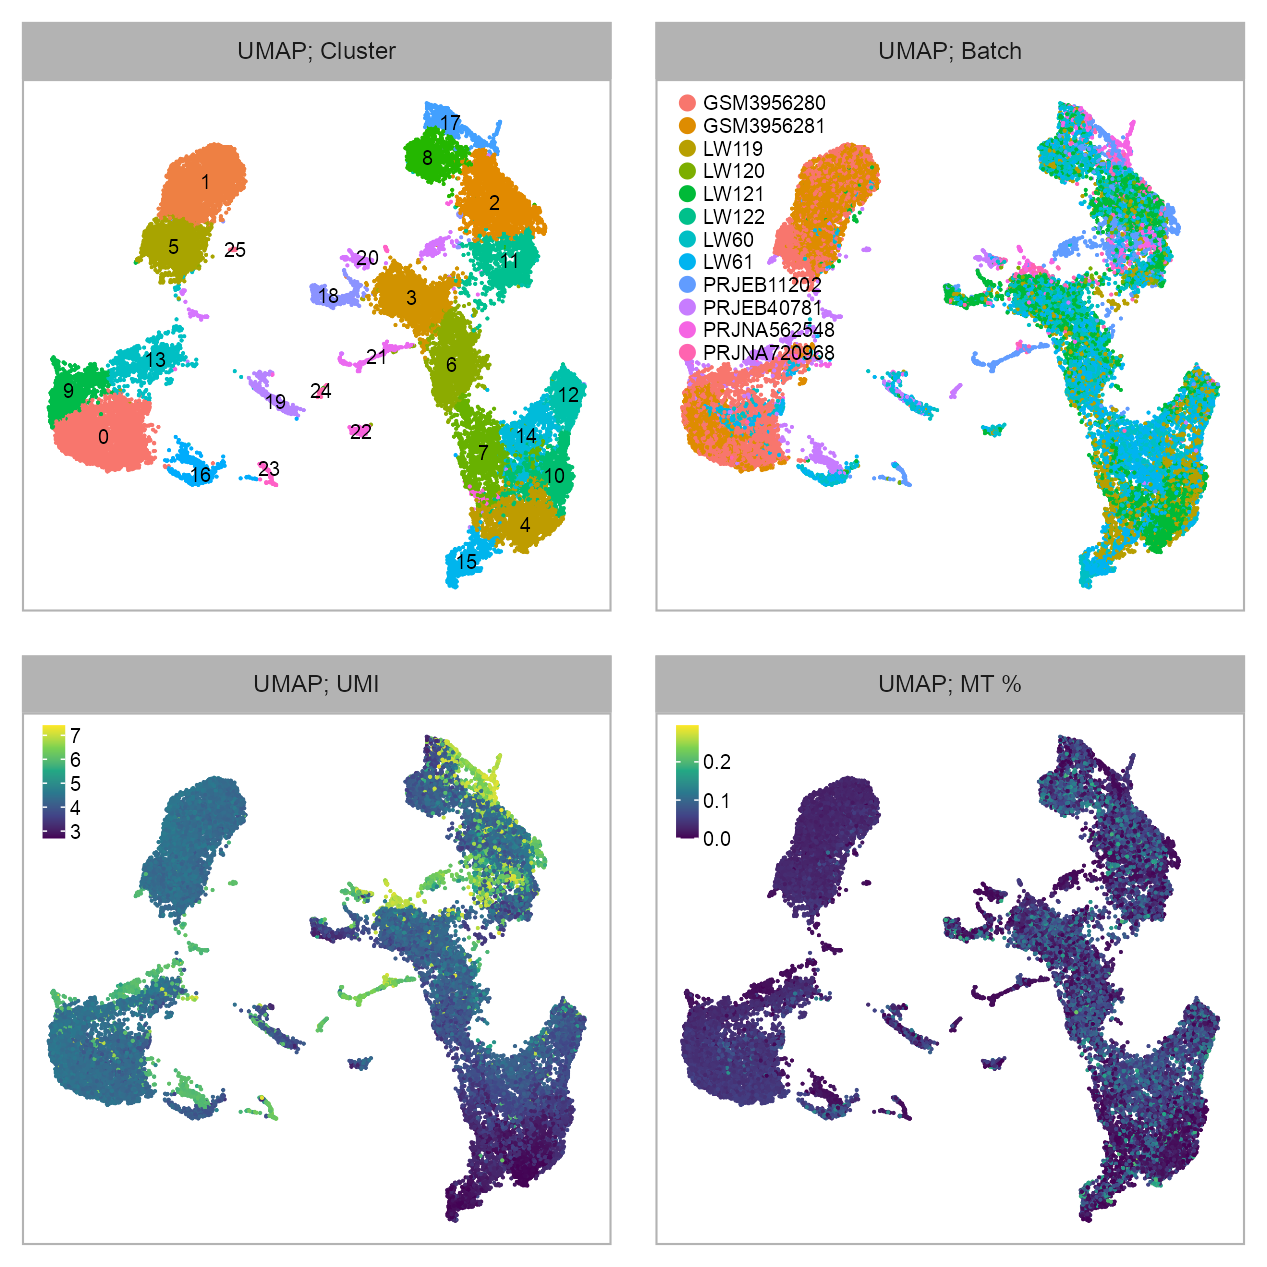 UMAP; Cluster
17
8
1
2
5
25
20
11
18
3
13
21
6
9
24
12
19
0
22
14
7
23
16
10
4
15
UMAP; Batch
GSM3956280
GSM3956281
LW119
LW120
LW121
LW122
LW60
LW61
PRJEB11202
PRJEB40781
PRJNA562548
PRJNA720968
UMAP; UMI
7
6
5
4
3
UMAP; MT %
0.2
0.1
0.0